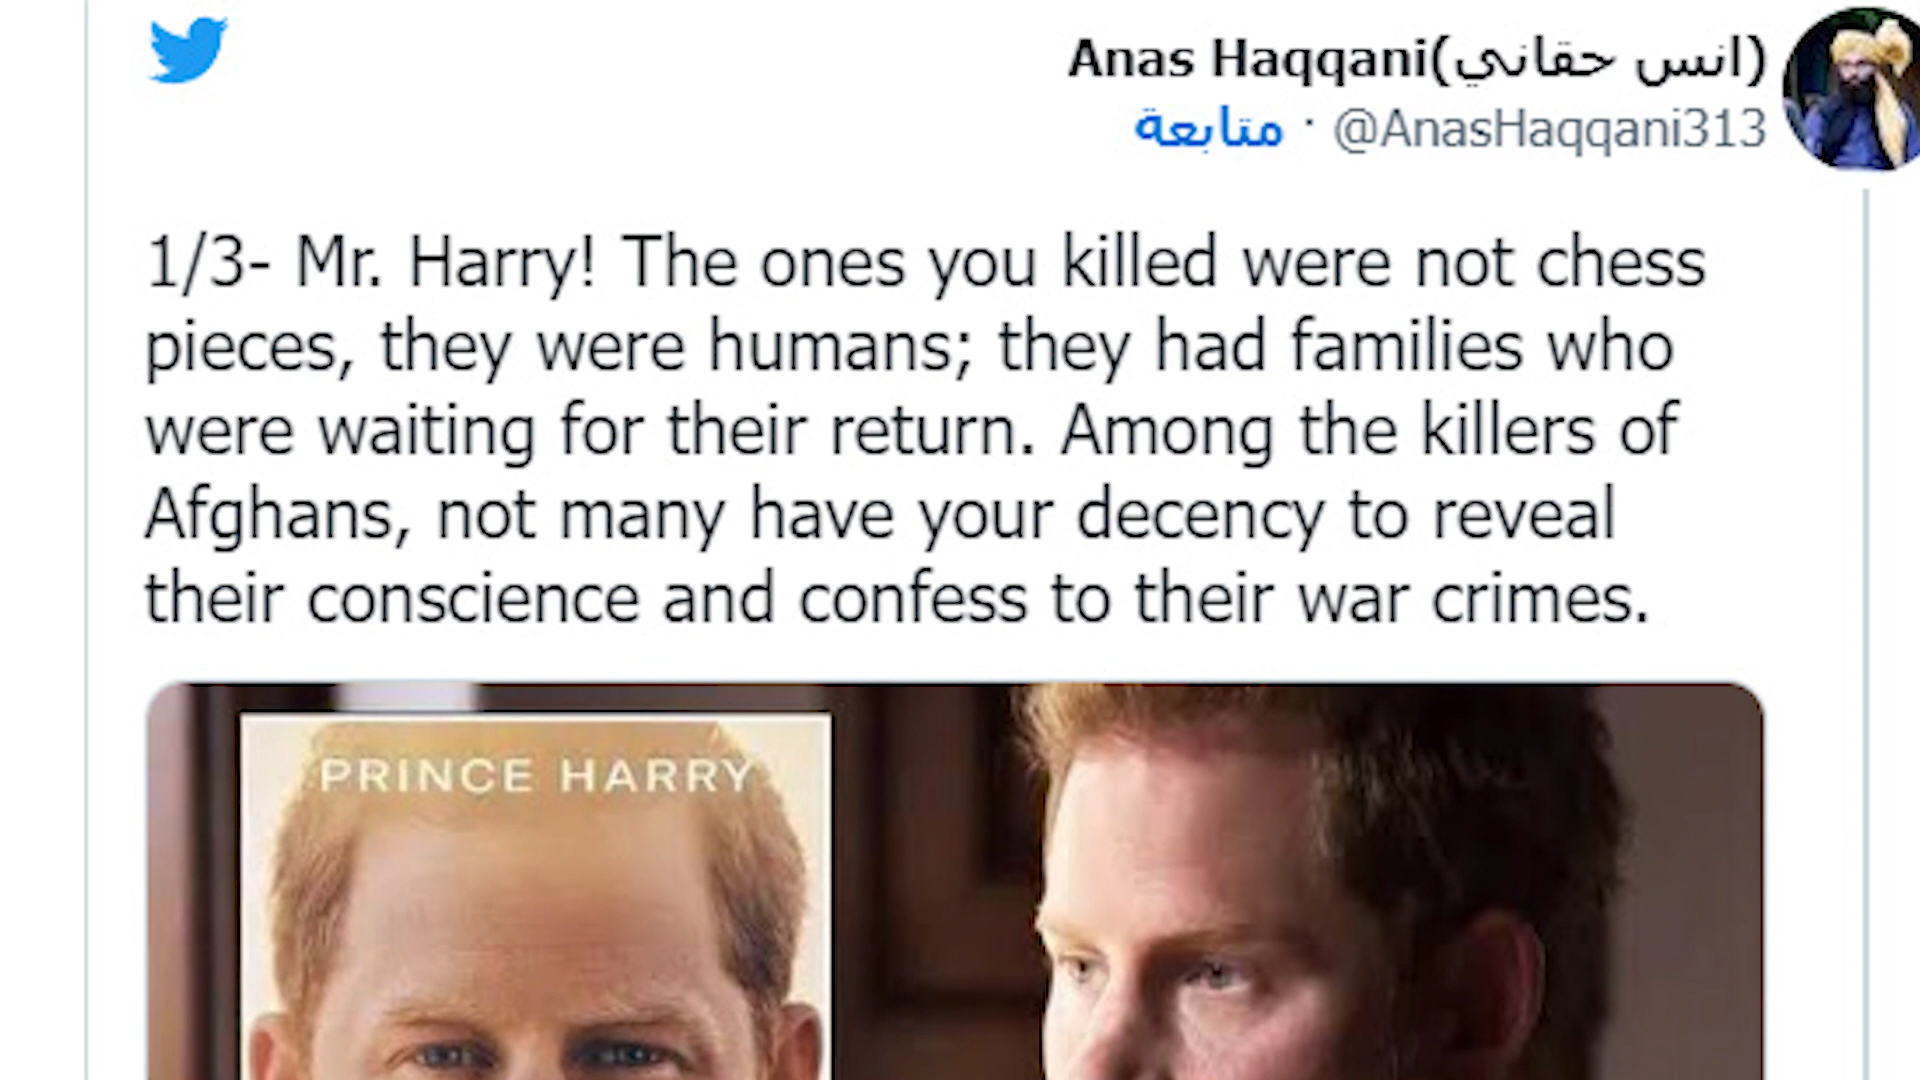 Anas Haqqani(انس حقاني)
متابعة · @AnasHaqqani313
1/3- Mr. Harry! The ones you killed were not chess
pieces, they were humans; they had families who
were waiting for their return. Among the killers of
Afghans, not many have your decency to reveal
their conscience and confess to their war crimes.
PRINCE HARRY